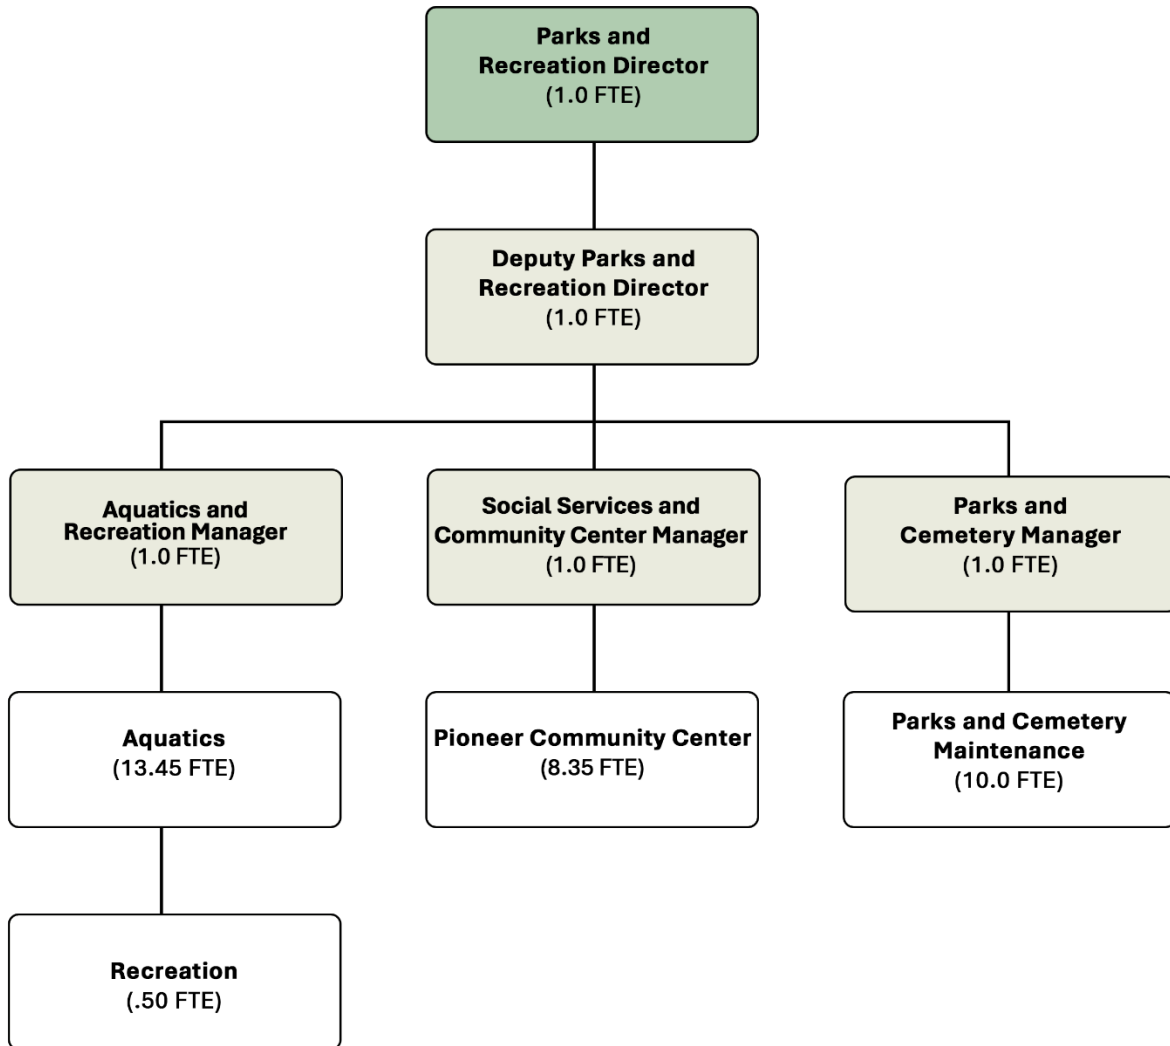 Parks and
Recreation Director
(1.0 FTE)
Deputy Parks and
Recreation Director
(1.0 FTE)
Aquatics and
Recreation Manager
(1.0 FTE)
Social Services and
Community Center Manager
(1.0 FTE)
Parks and
Cemetery Manager
(1.0 FTE)
Aquatics
(13.45 FTE)
Pioneer Community Center
(8.35 FTE)
Parks and Cemetery
Maintenance
(10.0 FTE)
Recreation
(.50 FTE)